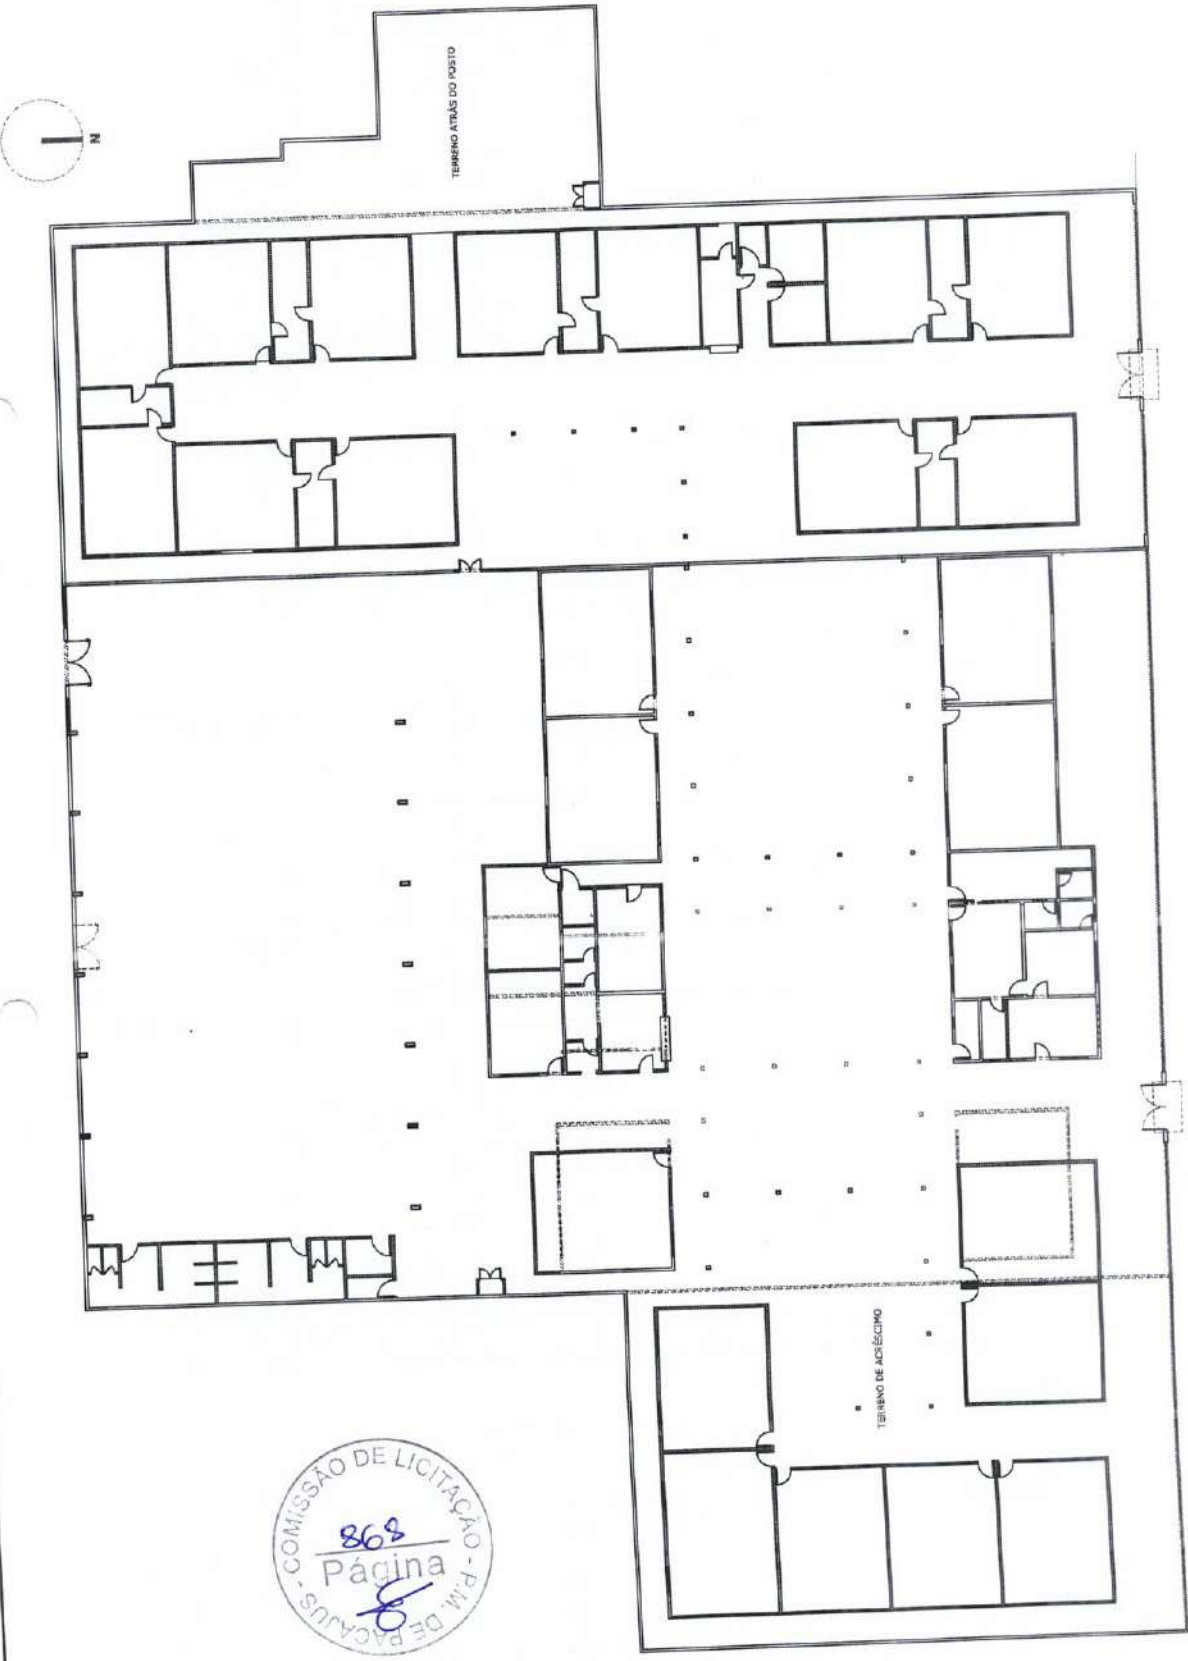 N
TERRENO ATRÁS DO POSTO
TERRENO DE ACRÉSCIMO
COMISSÃO DE LICITAÇÃO - P.M. DE PACAJUS -
868
Página